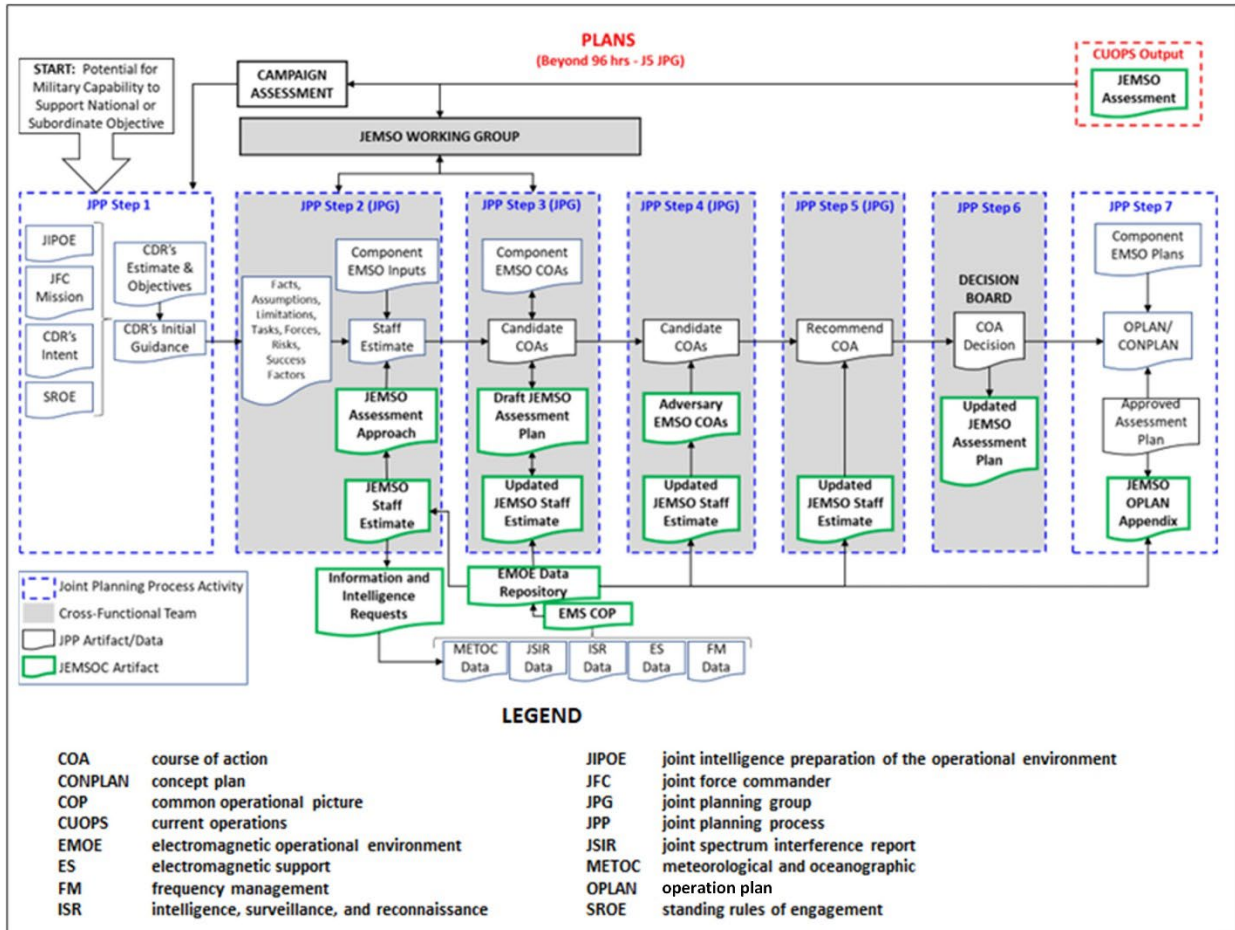 PLANS
(Beyond 96 hrs - J5 JPG)
START: Potential for
Military Capability to
Support National or
Subordinate Objective
CAMPAIGN
ASSESSMENT
CUOPS Output
JEMSO
Assessment
JEMSO WORKING GROUP
JPP Step 1
JIPOE
JFC
Mission
CDR's
Intent
SROE
CDR's
Estimate &
Objectives
CDR's Initial
Guidance
JPP Step 2 (JPG)
Facts,
Assumptions,
Limitations,
Tasks, Forces,
Risks,
Success
Factors
Component
EMSO Inputs
Staff
Estimate
JEMSO
Assessment
Approach
JEMSO
Staff
Estimate
JPP Step 3 (JPG)
Component
EMSO COAs
Candidate
COAs
Draft JEMSO
Assessment
Plan
Updated
JEMSO Staff
Estimate
JPP Step 4 (JPG)
Candidate
COAs
Adversary
EMSO COAs
Updated
JEMSO Staff
Estimate
JPP Step 5 (JPG)
Recommend
COA
Updated
JEMSO Staff
Estimate
JPP Step 6
DECISION
BOARD
COA
Decision
Updated
JEMSO
Assessment
Plan
JPP Step 7
Component
EMSO Plans
OPLAN/
CONPLAN
Approved
Assessment
Plan
JEMSO
OPLAN
Appendix
Information and
Intelligence
Requests
EMOE Data
Repository
EMS COP
METOC
Data
JSIR
Data
ISR
Data
ES
Data
FM
Data
Joint Planning Process Activity
Cross-Functional Team
JPP Artifact/Data
JEMSOC Artifact
LEGEND
COA course of action
CONPLAN concept plan
COP common operational picture
CUOPS current operations
EMOE electromagnetic operational environment
ES electromagnetic support
FM frequency management
ISR intelligence, surveillance, and reconnaissance
JIPOE joint intelligence preparation of the operational environment
JFC joint force commander
JPG joint planning group
JPP joint planning process
JSIR joint spectrum interference report
METOC meteorological and oceanographic
OPLAN operation plan
SROE standing rules of engagement